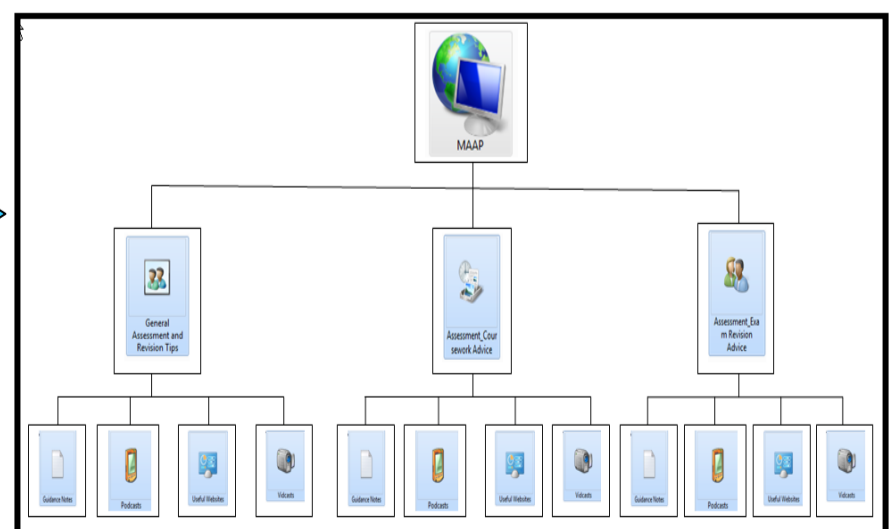 MAAP
General
Assessment and
Revision Tips
Assessment_Cour
sework Advice
Assessment_Exa
m Revision
Advice
Guidance Notes
Podcasts
Useful Websites
Vidcasts
Guidance Notes
Podcasts
Useful Websites
Vidcasts
Guidance Notes
Podcasts
Useful Websites
Vidcasts